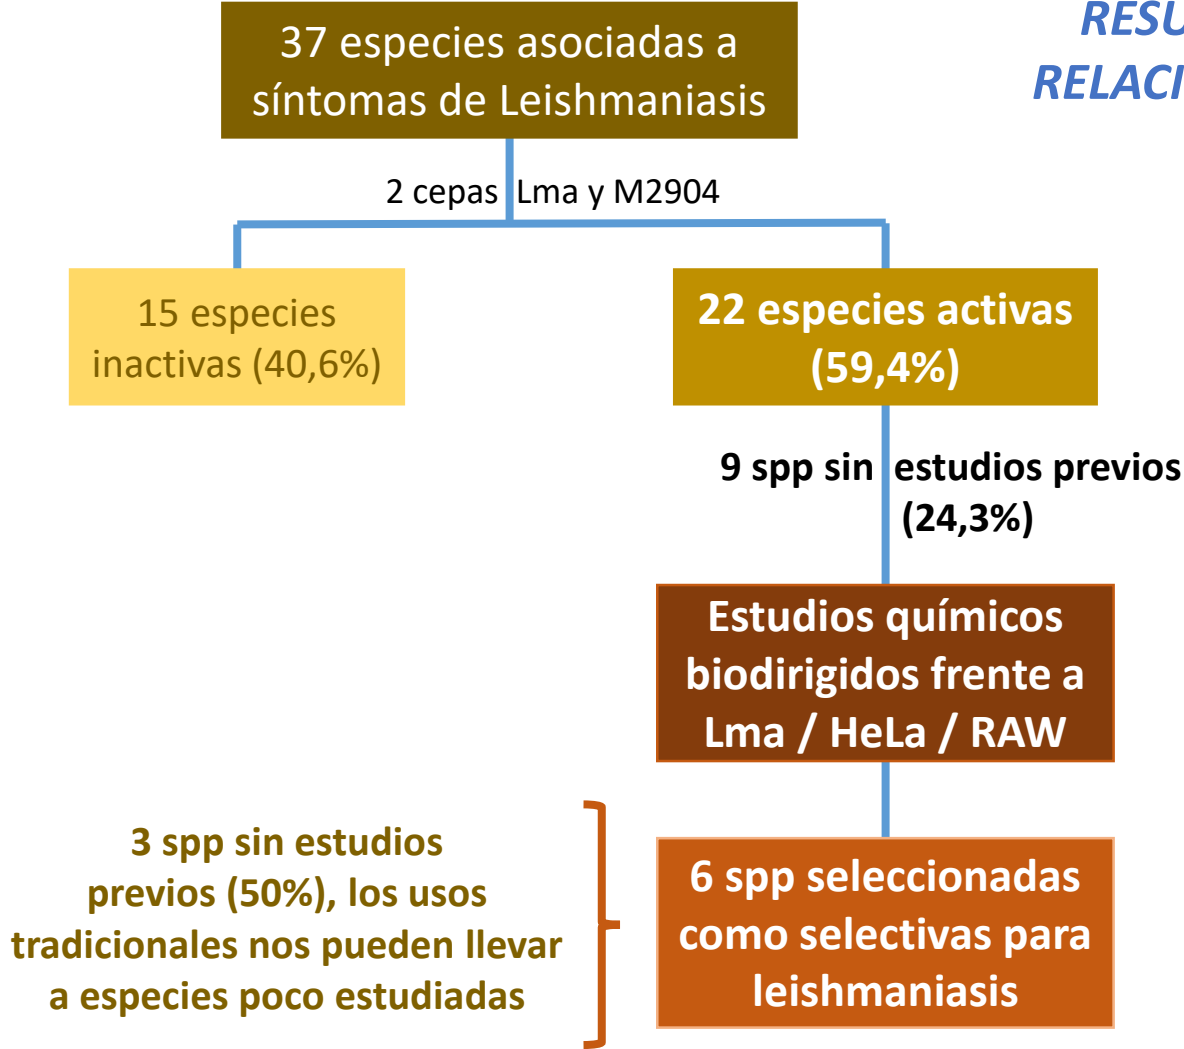 RESU
RELACI
37 especies asociadas a
síntomas de Leishmaniasis
2 cepas Lma y M2904
15 especies
inactivas (40,6%)
22 especies activas
(59,4%)
9 spp sin estudios previos
(24,3%)
Estudios químicos
biodirigidos frente a
Lma / HeLa / RAW
3 spp sin estudios
previos (50%), los usos
tradicionales nos pueden llevar
a especies poco estudiadas
6 spp seleccionadas
como selectivas para
leishmaniasis